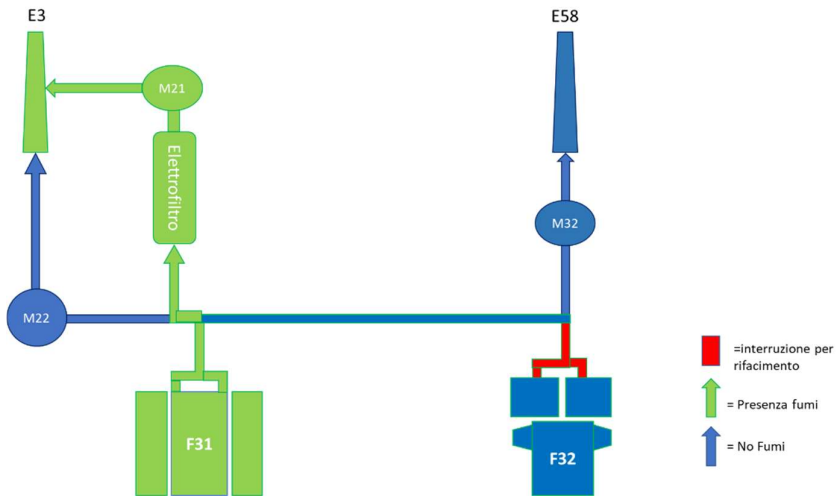 E3
E58
M21
Elettrofiltro
M32
M22
=interruzione per
rifacimento
= Presenza fumi
= No Fumi
F31
F32